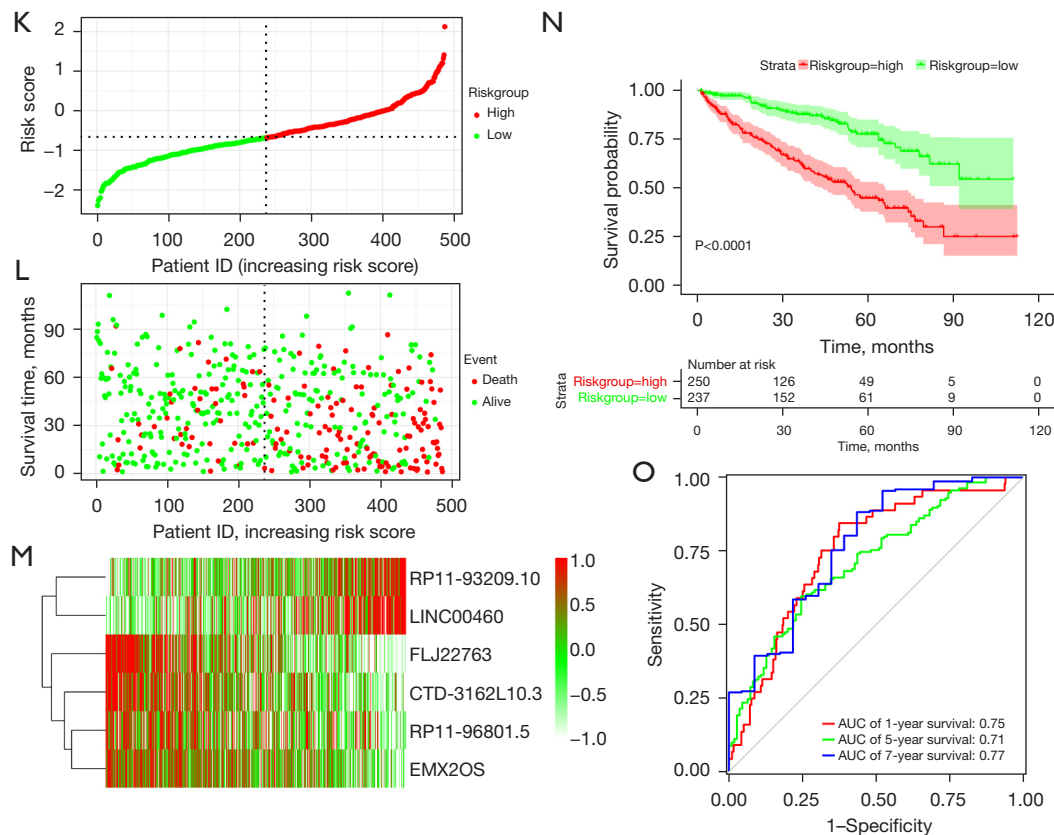 K
Risk score
2
1
0
−1
−2
0
100
200
300
400
500
Patient ID (increasing risk score)
Riskgroup
High
Low
L
Survival time, months
90
60
30
0
0
100
200
300
400
500
Patient ID, increasing risk score
Event
Death
Alive
M
RP11-93209.10
LINC00460
FLJ22763
CTD-3162L10.3
RP11-96801.5
EMX2OS
1.0
0.5
0.0
−0.5
−1.0
N
Strata Riskgroup=high Riskgroup=low
Survival probability
1.00
0.75
0.50
0.25
0.00
P<0.0001
0 30 60 90 120
Time, months
Number at risk
Strata
Riskgroup=high 250 126 49 5 0
Riskgroup=low 237 152 61 9 0
0 30 60 90 120
Time, months
O
Sensitivity
1.00
0.75
0.50
0.25
0.00
AUC of 1-year survival: 0.75
AUC of 5-year survival: 0.71
AUC of 7-year survival: 0.77
0.00 0.25 0.50 0.75 1.00
1−Specificity